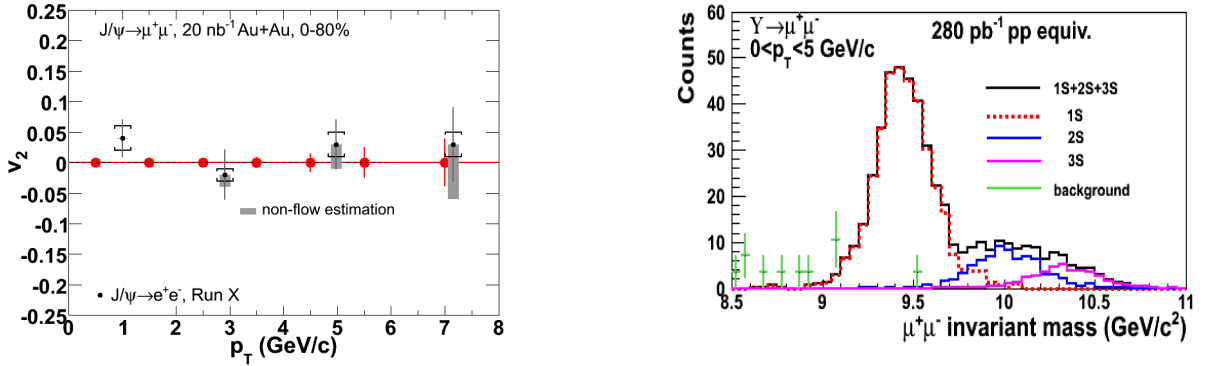 J/ψ→μ⁺μ⁻, 20 nb⁻¹ Au+Au, 0-80%
0.25
0.2
0.15
0.1
0.05
0
-0.05
-0.1
-0.15
-0.2
-0.25
v₂
non-flow estimation
J/ψ→e⁺e⁻, Run X
0 1 2 3 4 5 6 7 8
p_T (GeV/c)
ϒ→μ⁺μ⁻
0<p_T<5 GeV/c
280 pb⁻¹ pp equiv.
Counts
60
50
40
30
20
10
0
1S+2S+3S
1S
2S
3S
background
8.5 9 9.5 10 10.5 11
μ⁺μ⁻ invariant mass (GeV/c²)